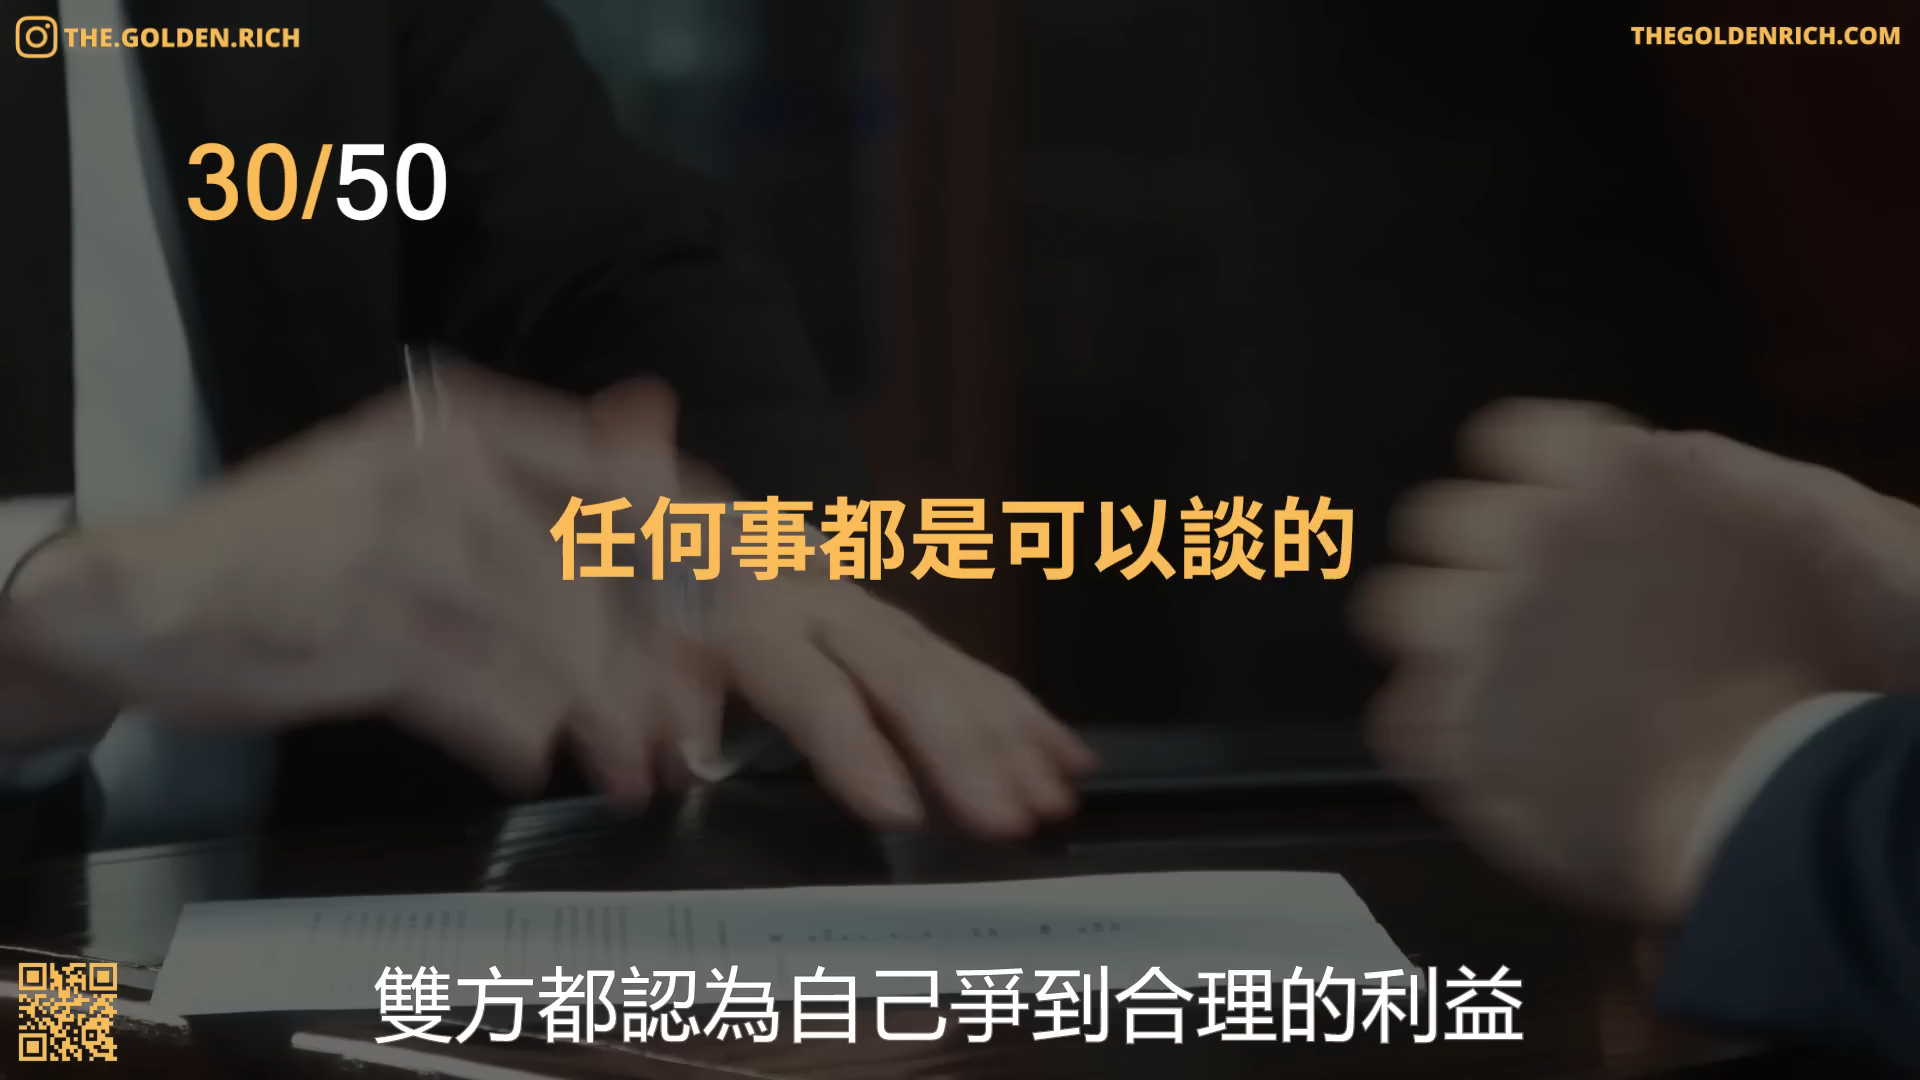 THE.GOLDEN.RICH
THEGOLDENRICH.COM
30/50
任何事都是可以談的
雙方都認為自己爭到合理的利益